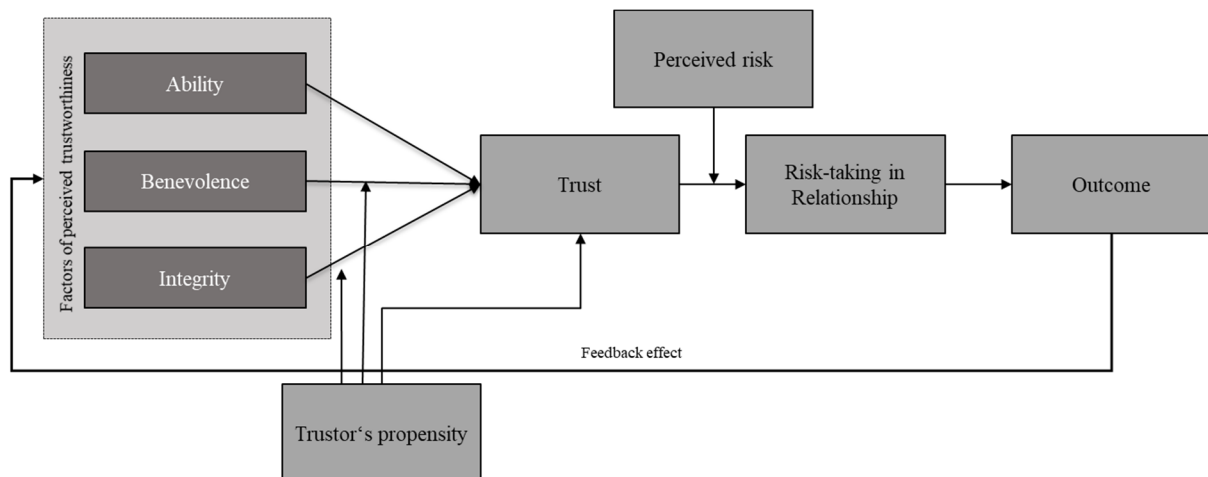 Factors of perceived trustworthiness
Ability
Benevolence
Integrity
Trust
Perceived risk
Risk-taking in
Relationship
Outcome
Feedback effect
Trustor‘s propensity